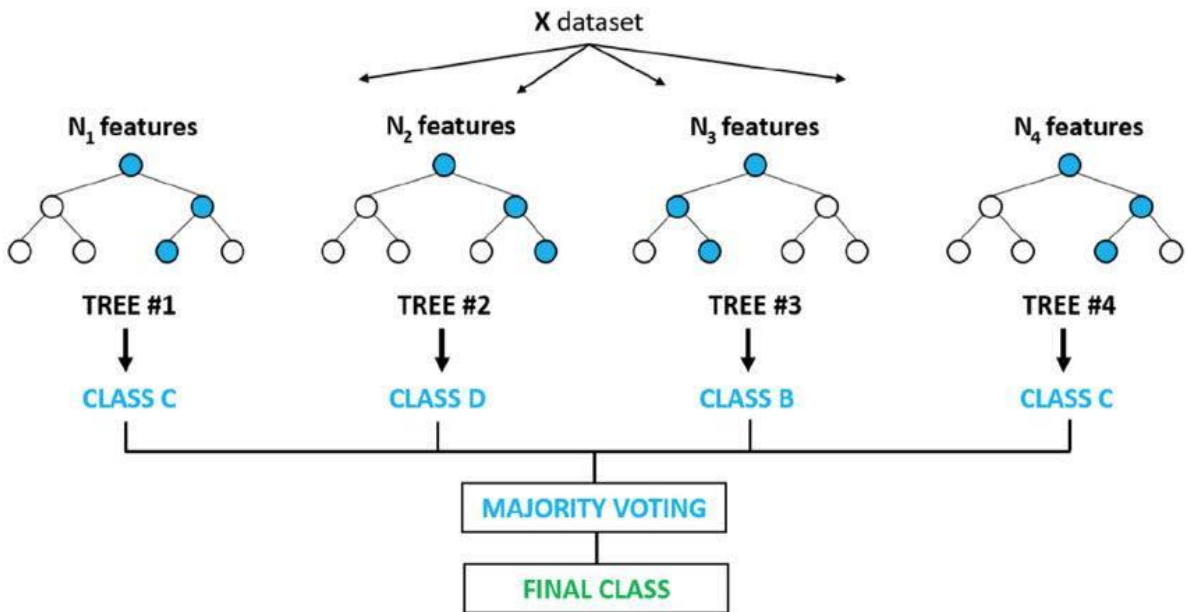 X dataset
N₁ features N₂ features N₃ features N₄ features
TREE #1 TREE #2 TREE #3 TREE #4
CLASS C CLASS D CLASS B CLASS C
MAJORITY VOTING
FINAL CLASS